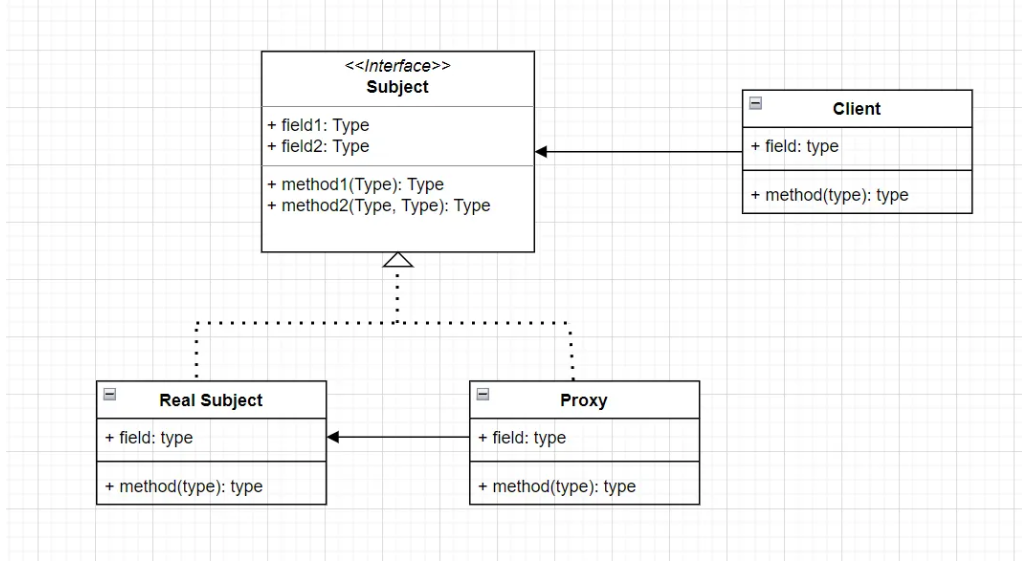 <<Interface>>
Subject
+ field1: Type
+ field2: Type
+ method1(Type): Type
+ method2(Type, Type): Type
Client
+ field: type
+ method(type): type
Real Subject
+ field: type
+ method(type): type
Proxy
+ field: type
+ method(type): type